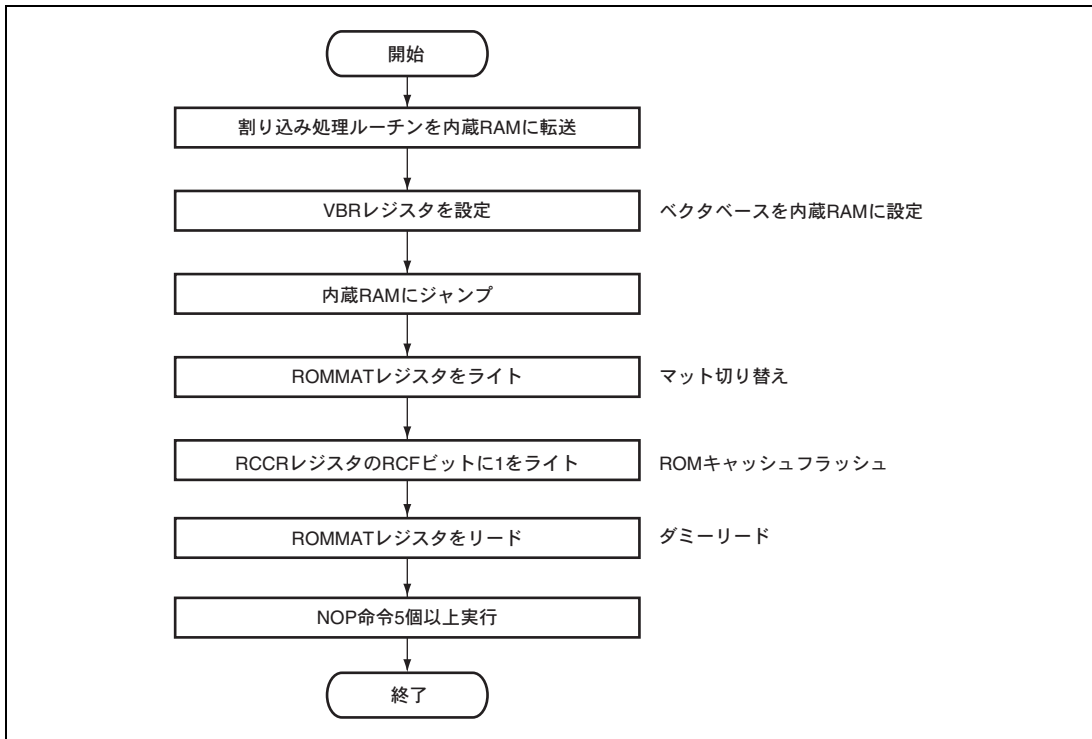 開始
割り込み処理ルーチンを内蔵RAMに転送
VBRレジスタを設定
ベクタベースを内蔵RAMに設定
内蔵RAMにジャンプ
ROMMATレジスタをライト
マット切り替え
RCCRレジスタのRCFビットに1をライト
ROMキャッシュフラッシュ
ROMMATレジスタをリード
ダミーリード
NOP命令5個以上実行
終了